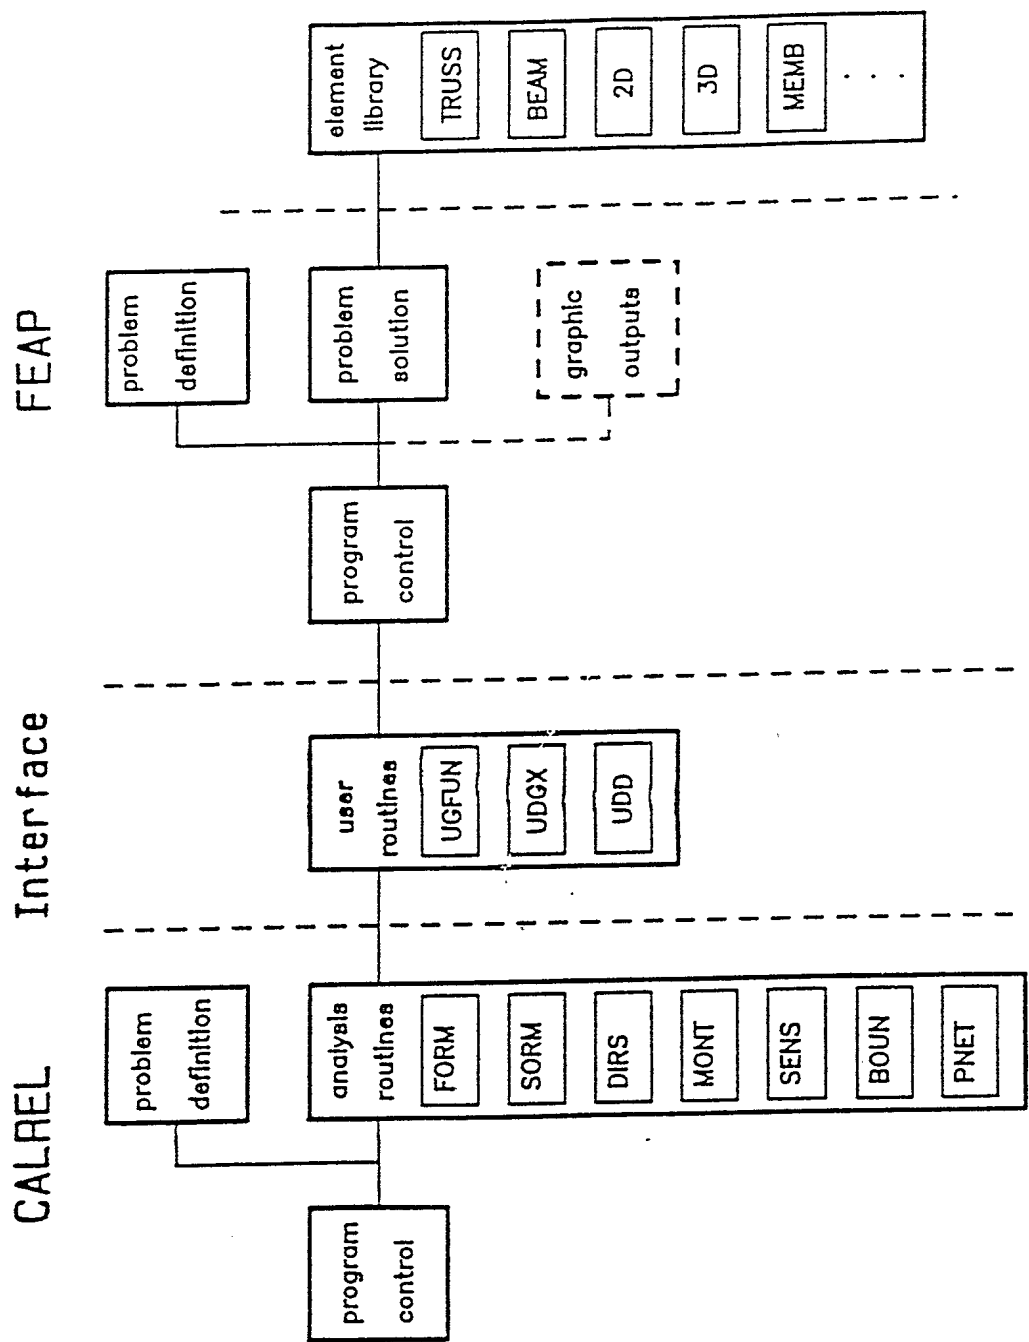 CALREL
Interface
FEAP
program
control
problem
definition
analysis
routines
FORM
SORM
DIRS
MONT
SENS
BOUN
PNET
user
routines
UGFUN
UDGX
UDD
program
control
problem
definition
problem
solution
graphic
outputs
element
library
TRUSS
BEAM
2D
3D
MEMB
. . .